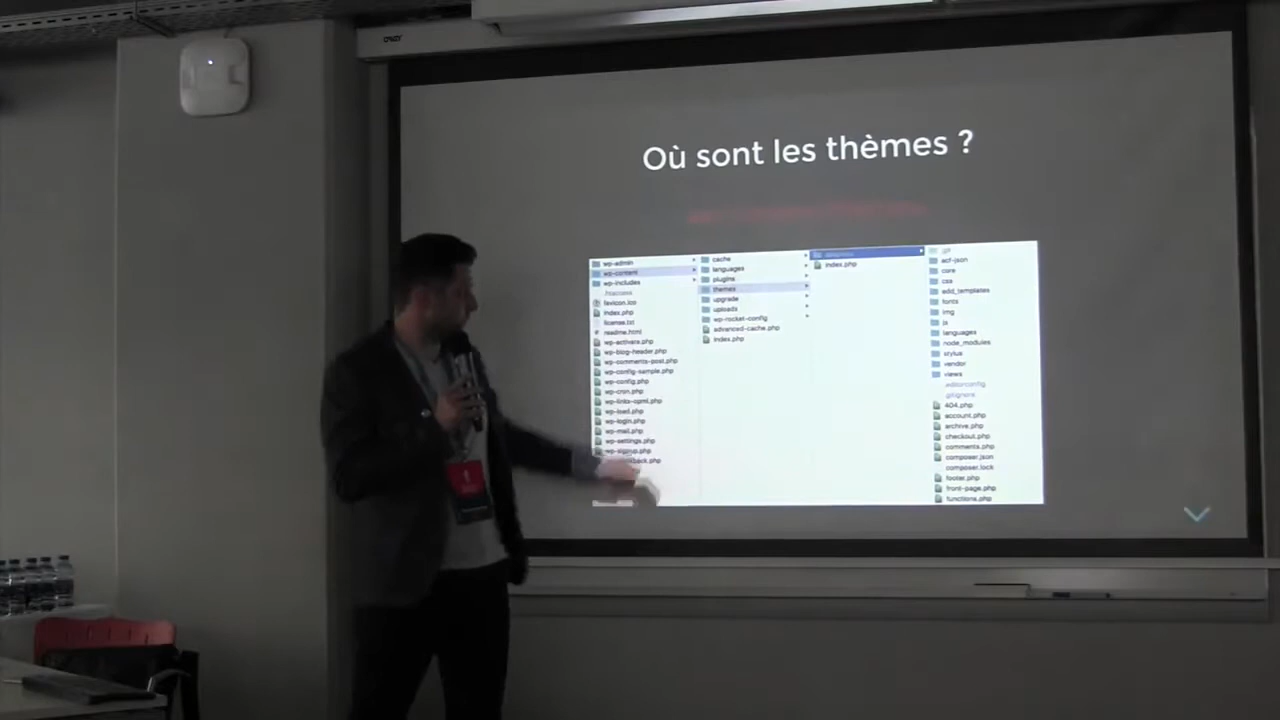 Où sont les thèmes ?
wp-admin
wp-content
wp-includes
.htaccess
favicon.ico
index.php
license.txt
readme.html
wp-activate.php
wp-blog-header.php
wp-comments-post.php
wp-config-sample.php
wp-config.php
wp-cron.php
wp-links-opml.php
wp-load.php
wp-login.php
wp-mail.php
wp-settings.php
wp-signup.php
cache
languages
plugins
themes
upgrade
uploads
wp-rocket-config
advanced-cache.php
index.php
index.php
.git
acf-json
core
css
edd_templates
fonts
img
js
languages
node_modules
stylus
vendor
views
.editorconfig
.gitignore
404.php
account.php
archive.php
checkout.php
comments.php
composer.json
composer.lock
footer.php
front-page.php
functions.php